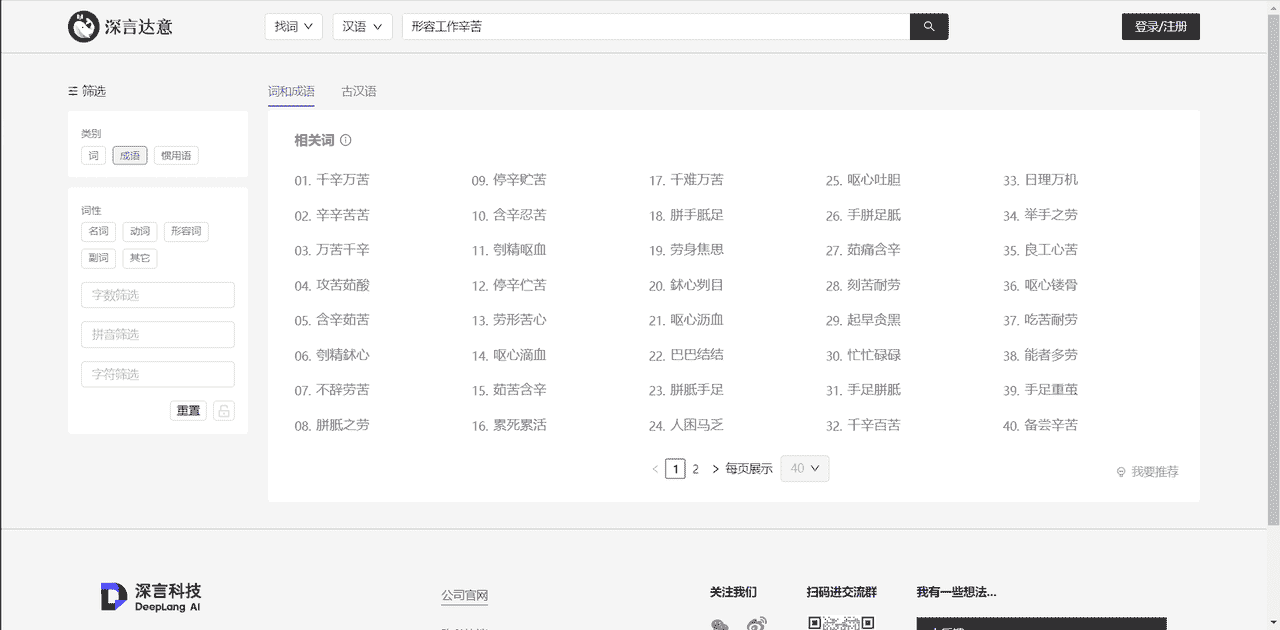 深言达意
找词
汉语
形容工作辛苦
登录/注册
筛选
词和成语
古汉语
类别
词
成语
惯用语
词性
名词
动词
形容词
副词
其它
字数筛选
拼音筛选
字符筛选
重置
相关词
01. 千辛万苦
02. 辛辛苦苦
03. 万苦千辛
04. 攻苦茹酸
05. 含辛茹苦
06. 刳精鉥心
07. 不辞劳苦
08. 胼胝之劳
09. 停辛贮苦
10. 含辛忍苦
11. 刳精呕血
12. 停辛伫苦
13. 劳形苦心
14. 呕心滴血
15. 茹苦含辛
16. 累死累活
17. 千难万苦
18. 胼手胝足
19. 劳身焦思
20. 鉥心刿目
21. 呕心沥血
22. 巴巴结结
23. 胼胝手足
24. 人困马乏
25. 呕心吐胆
26. 手胼足胝
27. 茹痛含辛
28. 刻苦耐劳
29. 起早贪黑
30. 忙忙碌碌
31. 手足胼胝
32. 千辛百苦
33. 日理万机
34. 举手之劳
35. 良工心苦
36. 呕心镂骨
37. 吃苦耐劳
38. 能者多劳
39. 手足重茧
40. 备尝辛苦
1 2 每页展示 40
我要推荐
深言科技
DeepLang AI
公司官网
关注我们
扫码进交流群
我有一些想法...